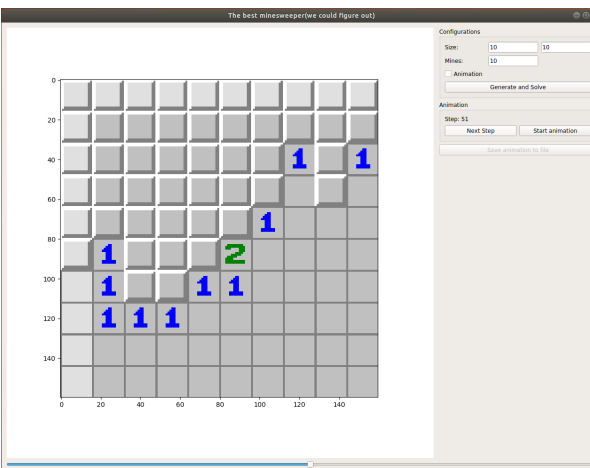 The best minesweeper(we could figure out)
Configurations
Size: 10 10
Mines: 10
Animation
Generate and Solve
Animation
Step: 51
Next Step Start animation
Save animation to file
0
20
40 1 1
60
1
80
1 2
100
1 1 1
120 1 1 1
140
0 20 40 60 80 100 120 140